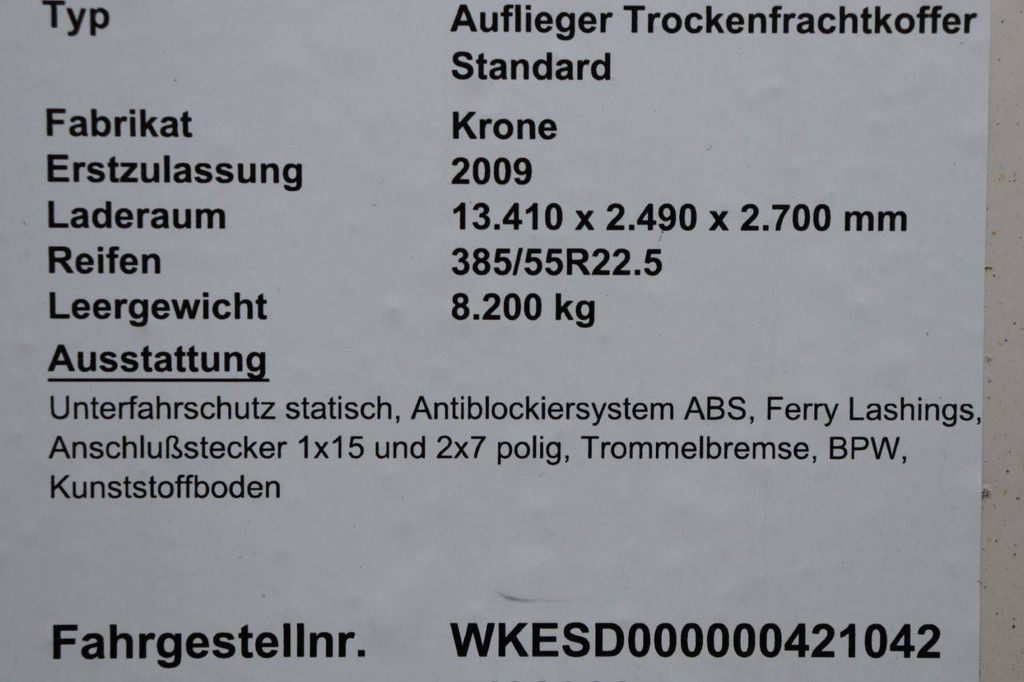 Typ Auflieger Trockenfrachtkoffer
Standard
Fabrikat Krone
Erstzulassung 2009
Laderaum 13.410 x 2.490 x 2.700 mm
Reifen 385/55R22.5
Leergewicht 8.200 kg
Ausstattung
Unterfahrschutz statisch, Antiblockiersystem ABS, Ferry Lashings,
Anschlußstecker 1x15 und 2x7 polig, Trommelbremse, BPW,
Kunststoffboden
Fahrgestellnr. WKESD000000421042